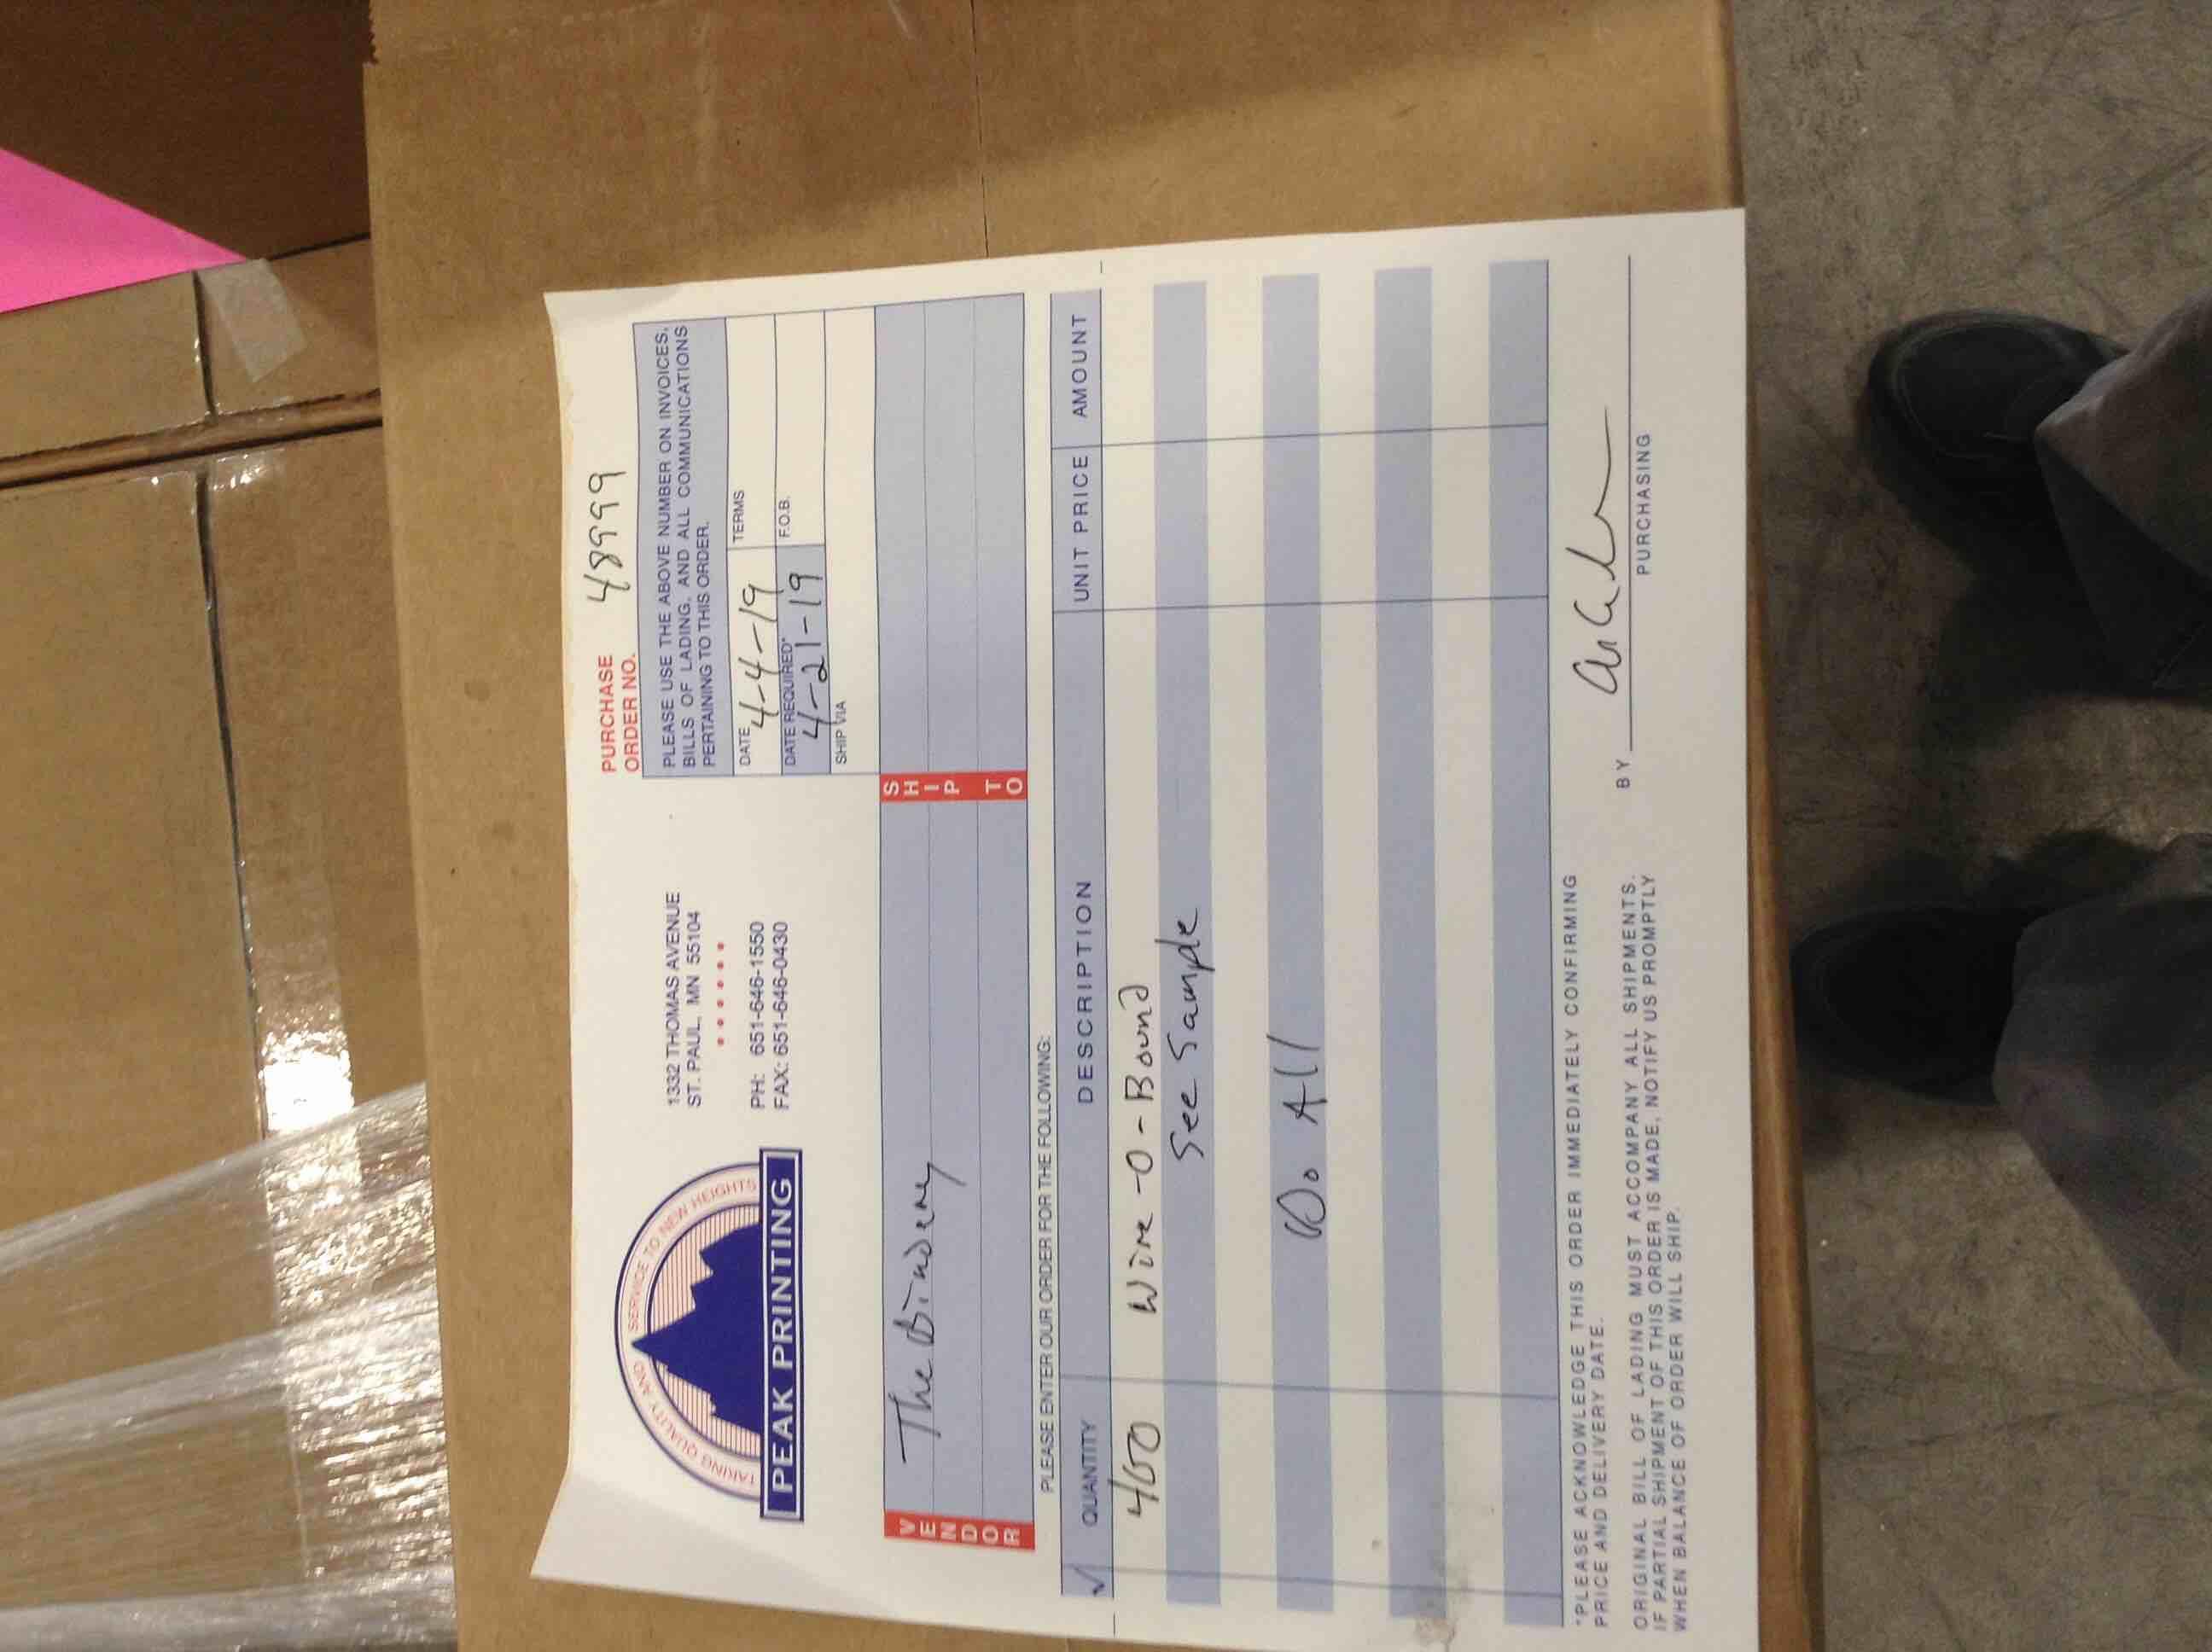 TAKING QUALITY AND SERVICE TO NEW HEIGHTS
PEAK PRINTING
1332 THOMAS AVENUE
ST. PAUL, MN 55104
PH: 651-646-1550
FAX: 651-646-0430
PURCHASE
ORDER NO. 48999
PLEASE USE THE ABOVE NUMBER ON INVOICES,
BILLS OF LADING, AND ALL COMMUNICATIONS
PERTAINING TO THIS ORDER.
DATE 4-4-19 TERMS
DATE REQUIRED* 4-21-19 F.O.B.
SHIP VIA
VENDOR The Bindery
SHIP TO
PLEASE ENTER OUR ORDER FOR THE FOLLOWING:
✓ QUANTITY DESCRIPTION UNIT PRICE AMOUNT
400 Wire-O-Bound
See Sample
Do All
*PLEASE ACKNOWLEDGE THIS ORDER IMMEDIATELY CONFIRMING
PRICE AND DELIVERY DATE.
ORIGINAL BILL OF LADING MUST ACCOMPANY ALL SHIPMENTS.
IF PARTIAL SHIPMENT OF THIS ORDER IS MADE, NOTIFY US PROMPTLY
WHEN BALANCE OF ORDER WILL SHIP.
BY
PURCHASING